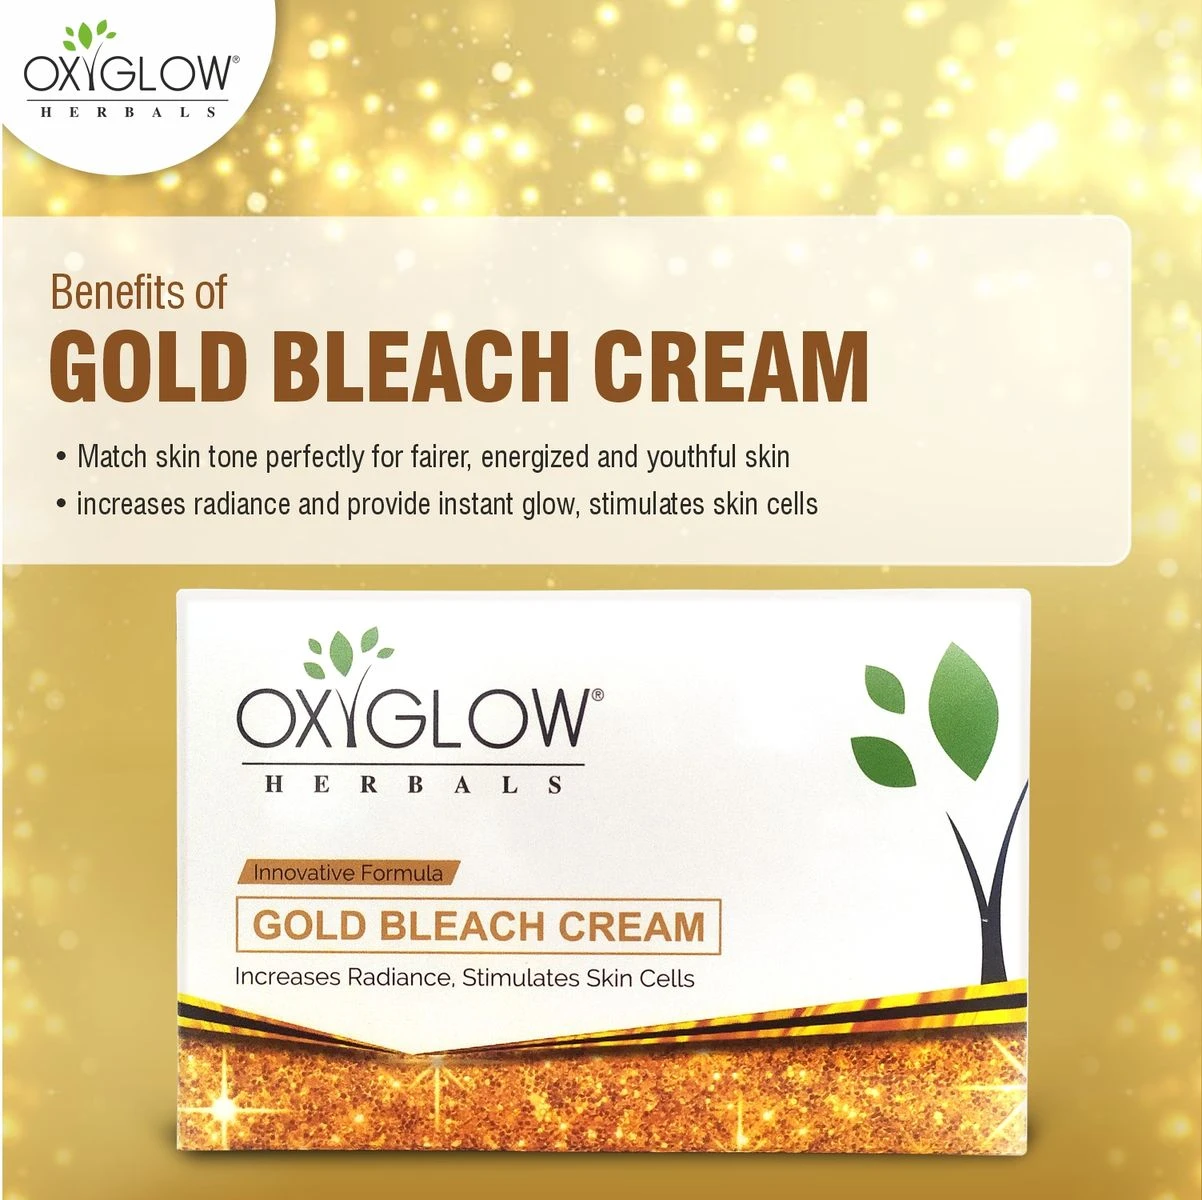 OXYGLOW®
HERBALS
Benefits of
GOLD BLEACH CREAM
• Match skin tone perfectly for fairer, energized and youthful skin
• increases radiance and provide instant glow, stimulates skin cells
OXYGLOW®
HERBALS
Innovative Formula
GOLD BLEACH CREAM
Increases Radiance, Stimulates Skin Cells